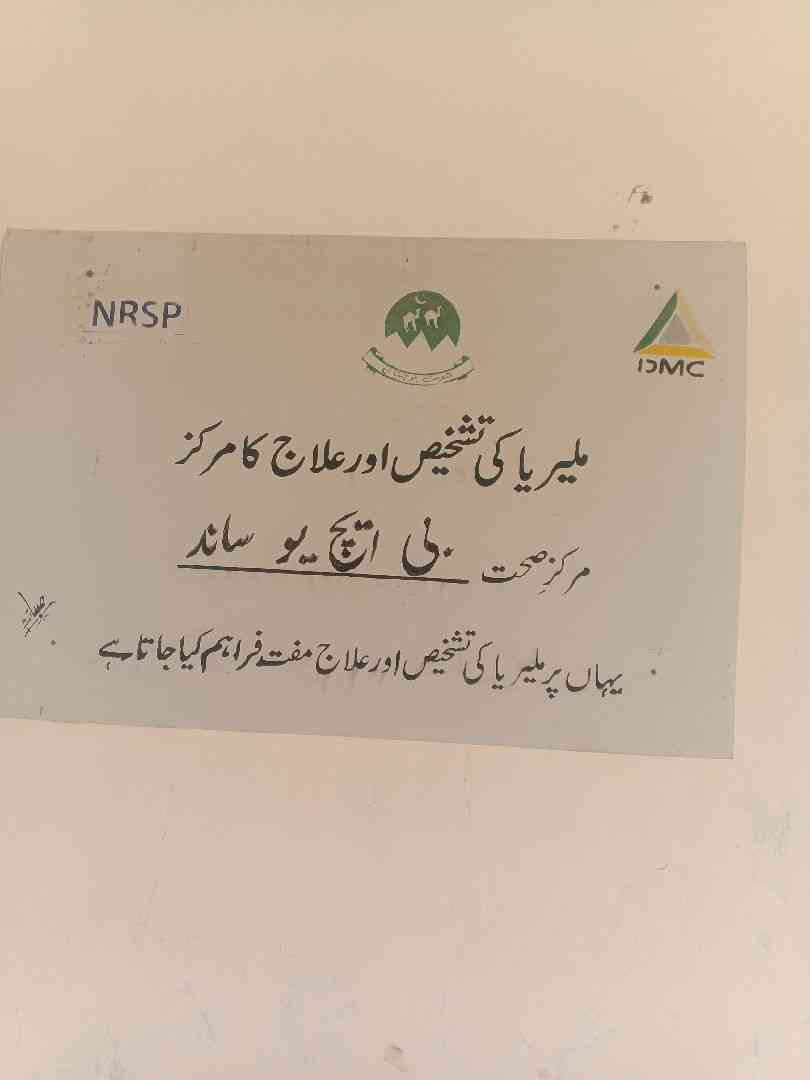 NRSP
DMC
ملیریا کی تشخیص اور علاج کا مرکز
مرکزِ صحت بی ایچ یو ساند
یہاں پر ملیریا کی تشخیص اور علاج مفت فراہم کیا جاتا ہے